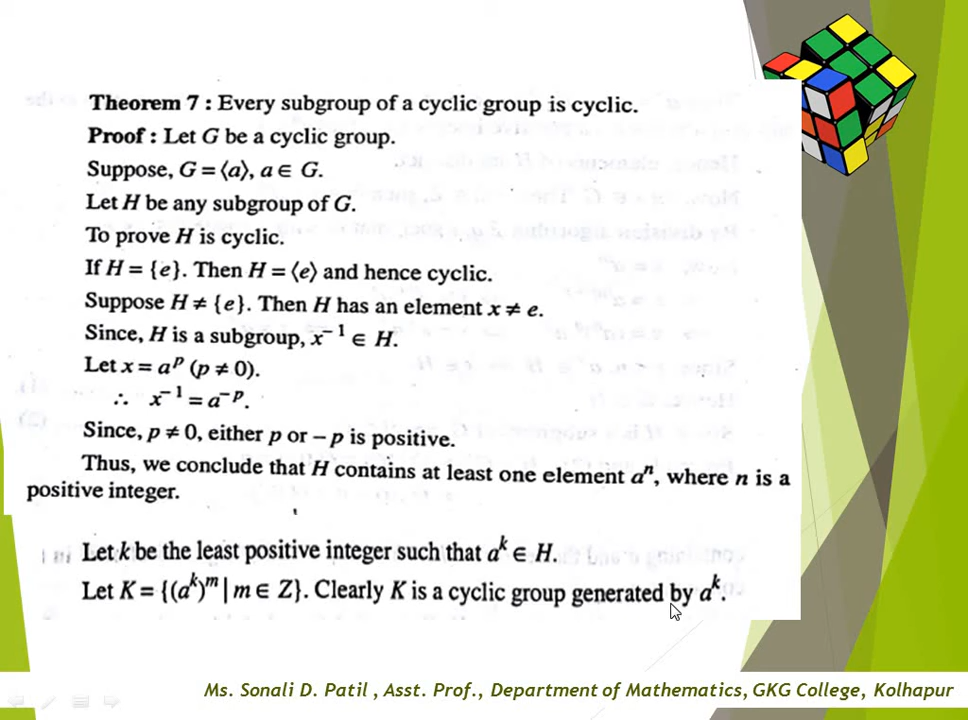 Theorem 7 : Every subgroup of a cyclic group is cyclic.
Proof : Let G be a cyclic group.
Suppose, G = ⟨a⟩, a ∈ G.
Let H be any subgroup of G.
To prove H is cyclic.
If H = {e}. Then H = ⟨e⟩ and hence cyclic.
Suppose H ≠ {e}. Then H has an element x ≠ e.
Since, H is a subgroup, x⁻¹ ∈ H.
Let x = aᵖ (p ≠ 0).
∴ x⁻¹ = a⁻ᵖ.
Since, p ≠ 0, either p or – p is positive.
Thus, we conclude that H contains at least one element aⁿ, where n is a
positive integer.
Let k be the least positive integer such that aᵏ ∈ H.
Let K = {(aᵏ)ᵐ | m ∈ Z}. Clearly K is a cyclic group generated by aᵏ.
Ms. Sonali D. Patil , Asst. Prof., Department of Mathematics, GKG College, Kolhapur